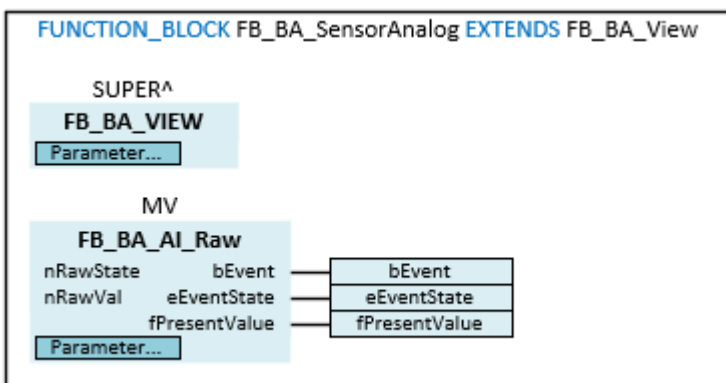 FUNCTION_BLOCK FB_BA_SensorAnalog EXTENDS FB_BA_View
SUPER^
FB_BA_VIEW
Parameter...
MV
FB_BA_AI_Raw
nRawState bEvent bEvent
nRawVal eEventState eEventState
fPresentValue fPresentValue
Parameter...